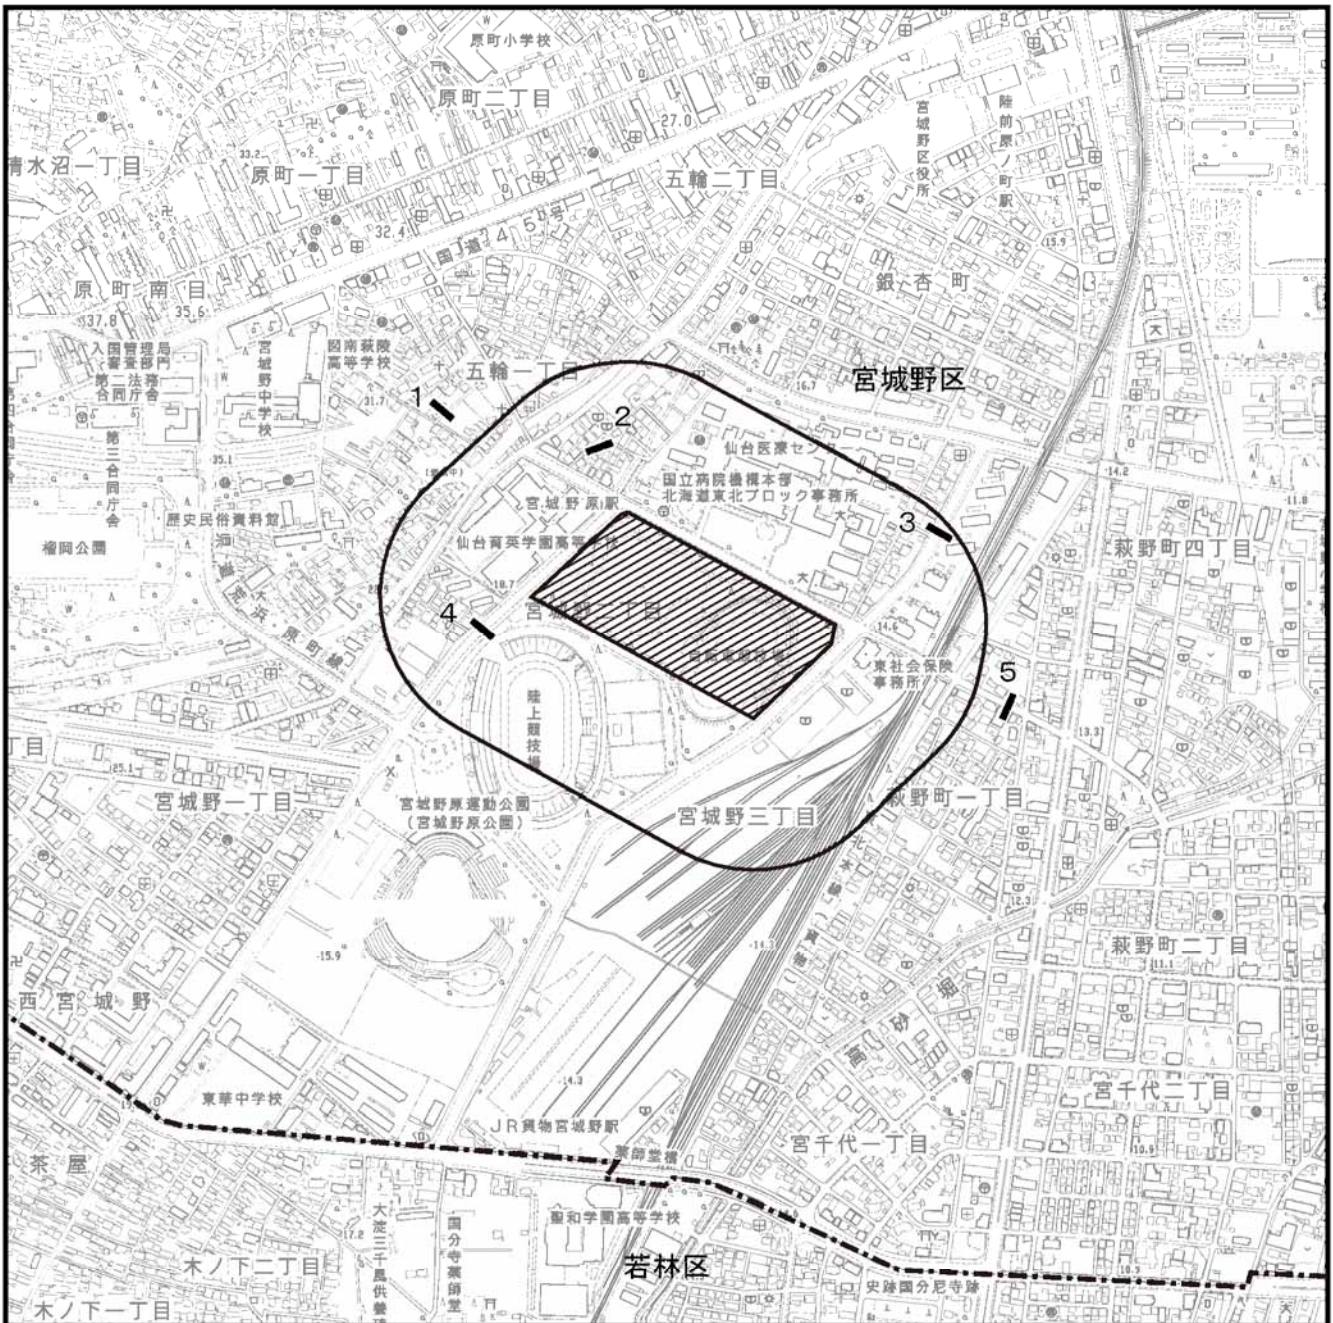 原町小学校
原町二丁目
27.0
宮城野区役所
陸前原ノ町駅
清水沼一丁目
33.2
原町一丁目
五輪二丁目
32.4
国道45号
15.9
原町南目
35.6
37.8
銀杏町
入国管理局
審査部門
第二法務
合同庁舎
宮城野中学校
図南萩陵
高等学校
31.7
五輪一丁目
16.7
宮城野区
1
2
第三合同庁舎
35.1
仙台医療センター
国立病院機構本部
北海道東北ブロック事務所
14.2
11.8
宮城野原駅
3
歴史民俗資料館
榴岡公園
仙台育英学園高等学校
萩野町四丁目
宮城野二丁目
4
14.6
東社会保険
事務所
5
陸上競技場
13.3
丁目
25.1
宮城野一丁目
宮城野原運動公園
(宮城野原公園)
宮城野三丁目
萩野町一丁目
12.3
15.9
萩野町二丁目
11.1
西宮城野
14.3
東華中学校
JR貨物宮城野駅
薬師堂橋
宮千代一丁目
宮千代二丁目
10.9
茶屋
聖和学園高等学校
国分寺薬師堂
17.2
木ノ下二丁目
若林区
10.5
史跡国分尼寺跡
木ノ下一丁目